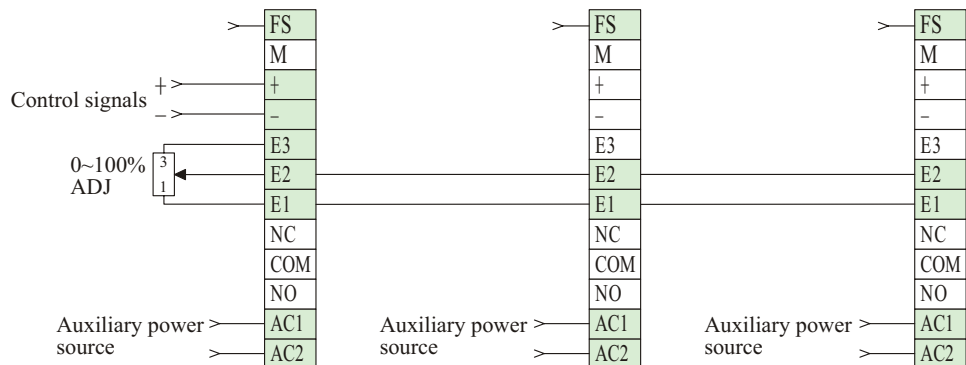 FS
M
+
−
E3
E2
E1
NC
COM
NO
AC1
AC2
+
Control signals
−
0~100%
ADJ
3
1
Auxiliary power
source
FS
M
+
−
E3
E2
E1
NC
COM
NO
AC1
AC2
Auxiliary power
source
FS
M
+
−
E3
E2
E1
NC
COM
NO
AC1
AC2
Auxiliary power
source